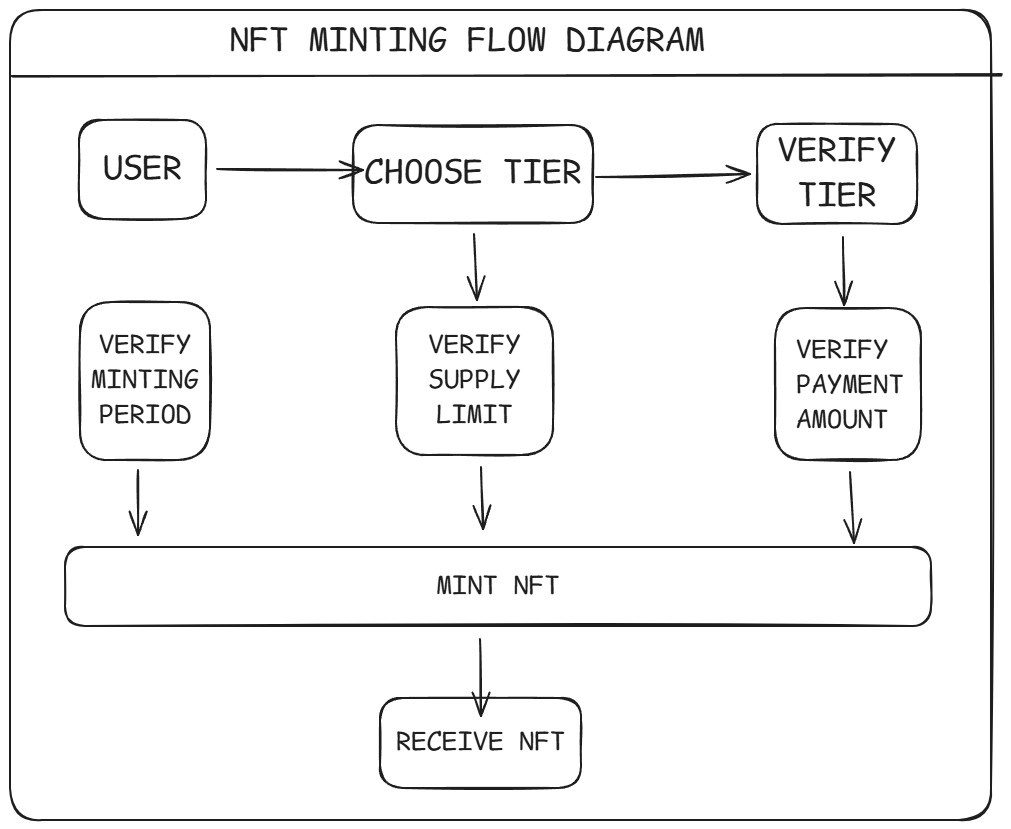 NFT MINTING FLOW DIAGRAM
USER
CHOOSE TIER
VERIFY
TIER
VERIFY
MINTING
PERIOD
VERIFY
SUPPLY
LIMIT
VERIFY
PAYMENT
AMOUNT
MINT NFT
RECEIVE NFT